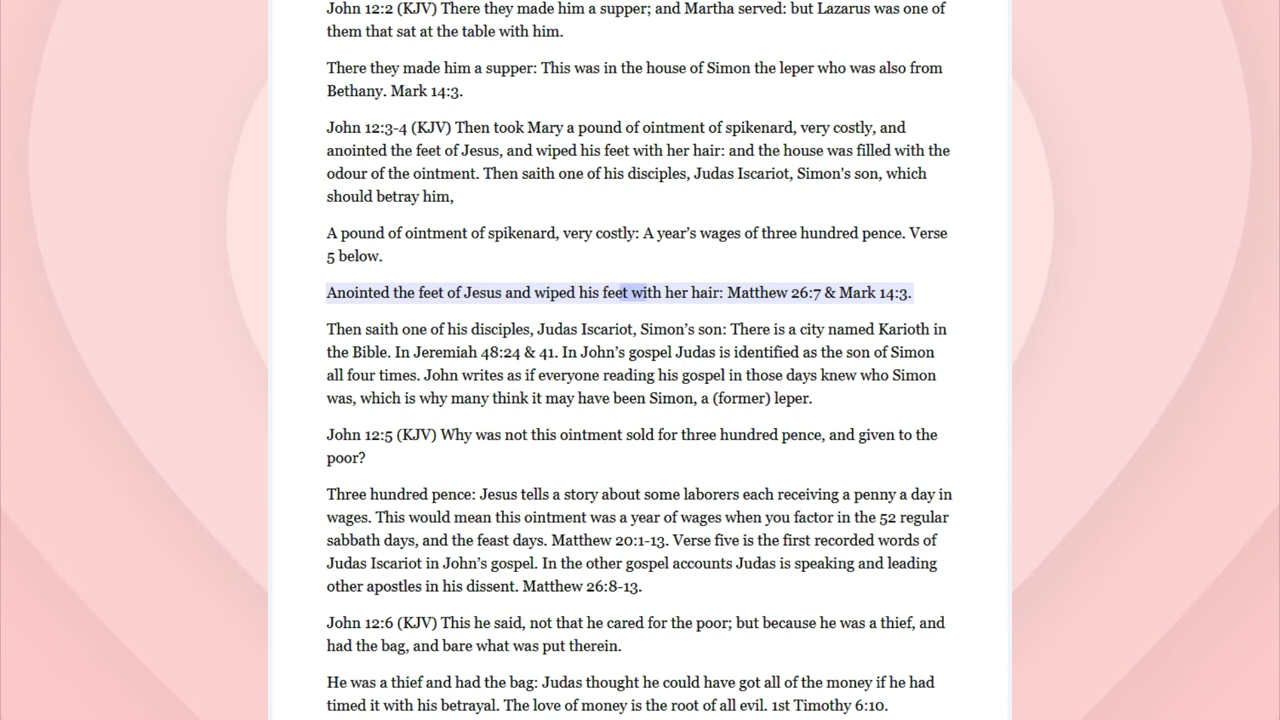 John 12:2 (KJV) There they made him a supper; and Martha served: but Lazarus was one of
them that sat at the table with him.
There they made him a supper: This was in the house of Simon the leper who was also from
Bethany. Mark 14:3.
John 12:3-4 (KJV) Then took Mary a pound of ointment of spikenard, very costly, and
anointed the feet of Jesus, and wiped his feet with her hair: and the house was filled with the
odour of the ointment. Then saith one of his disciples, Judas Iscariot, Simon's son, which
should betray him,
A pound of ointment of spikenard, very costly: A year’s wages of three hundred pence. Verse
5 below.
Anointed the feet of Jesus and wiped his feet with her hair: Matthew 26:7 & Mark 14:3.
Then saith one of his disciples, Judas Iscariot, Simon’s son: There is a city named Karioth in
the Bible. In Jeremiah 48:24 & 41. In John’s gospel Judas is identified as the son of Simon
all four times. John writes as if everyone reading his gospel in those days knew who Simon
was, which is why many think it may have been Simon, a (former) leper.
John 12:5 (KJV) Why was not this ointment sold for three hundred pence, and given to the
poor?
Three hundred pence: Jesus tells a story about some laborers each receiving a penny a day in
wages. This would mean this ointment was a year of wages when you factor in the 52 regular
sabbath days, and the feast days. Matthew 20:1-13. Verse five is the first recorded words of
Judas Iscariot in John’s gospel. In the other gospel accounts Judas is speaking and leading
other apostles in his dissent. Matthew 26:8-13.
John 12:6 (KJV) This he said, not that he cared for the poor; but because he was a thief, and
had the bag, and bare what was put therein.
He was a thief and had the bag: Judas thought he could have got all of the money if he had
timed it with his betrayal. The love of money is the root of all evil. 1st Timothy 6:10.